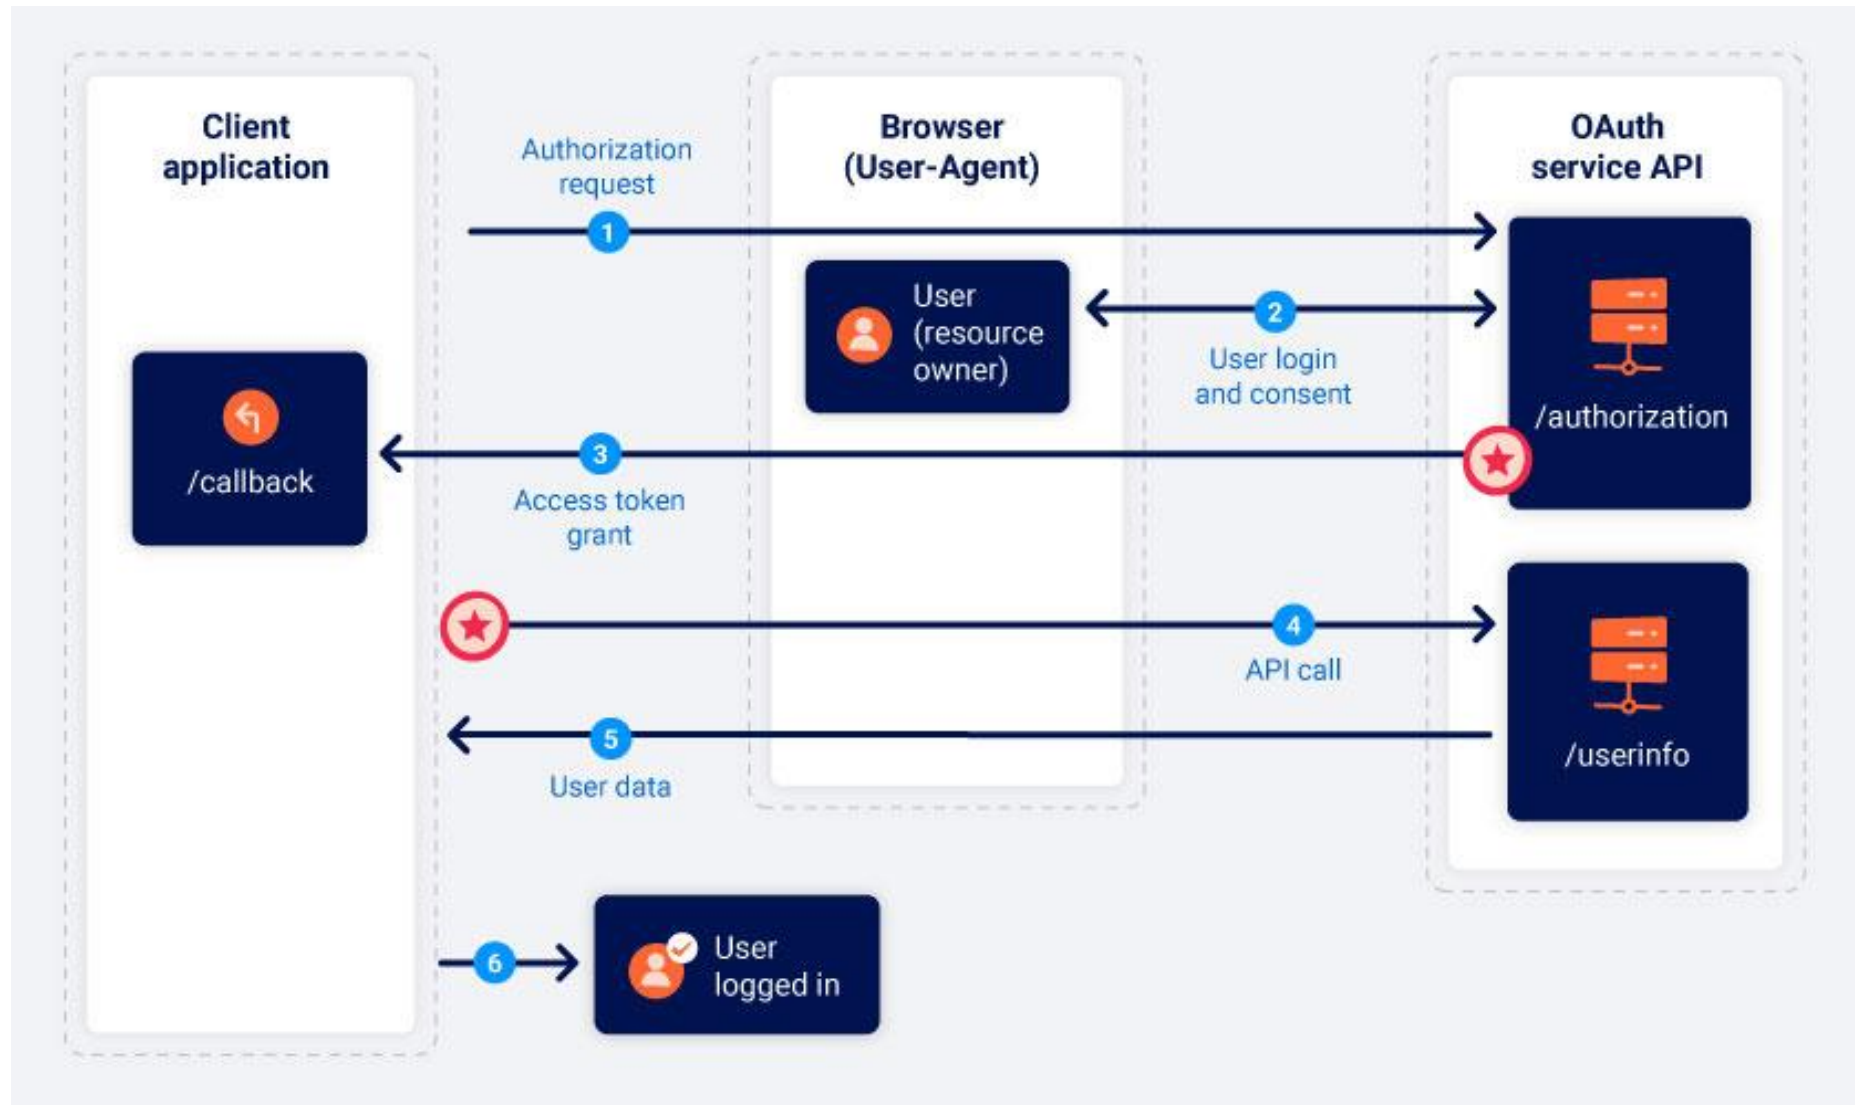 Client
application
Authorization
request
1
Browser
(User-Agent)
OAuth
service API
User
(resource
owner)
2
User login
and consent
/authorization
/callback
3
Access token
grant
4
API call
5
User data
/userinfo
6
User
logged in